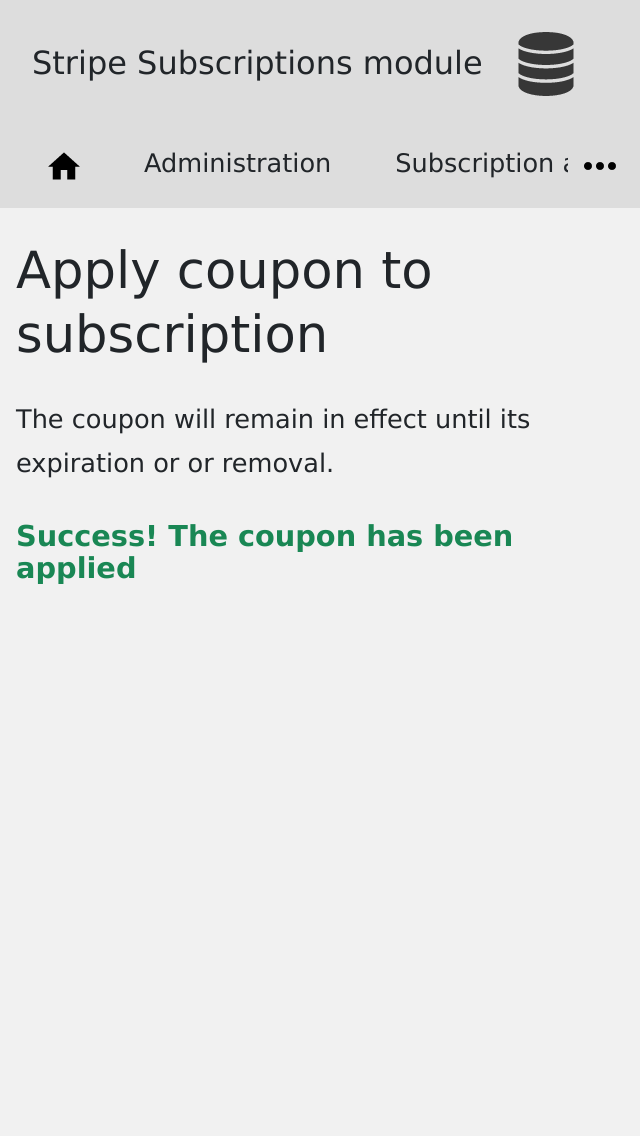 Stripe Subscriptions module
Administration
Subscription
Apply coupon to
subscription
The coupon will remain in effect until its
expiration or or removal.
Success! The coupon has been
applied